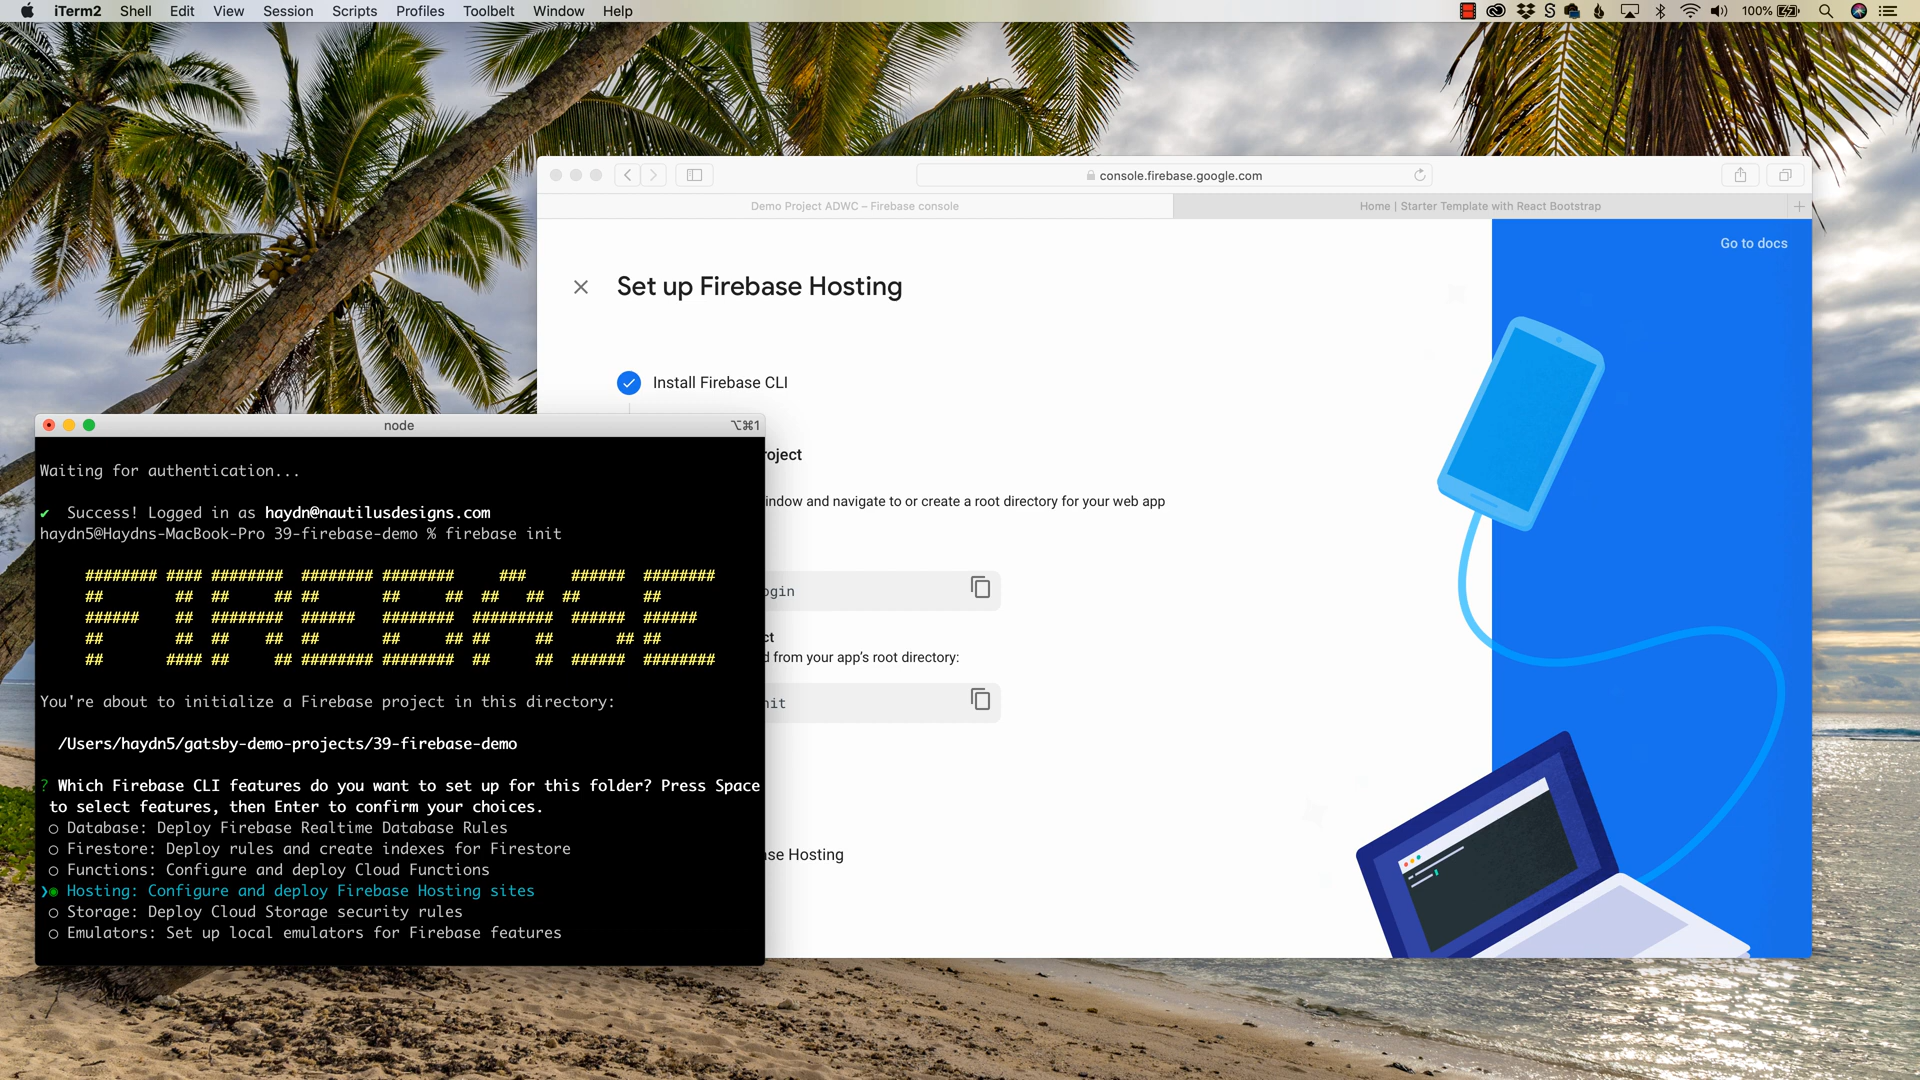 iTerm2 Shell Edit View Session Scripts Profiles Toolbelt Window Help 100%
console.firebase.google.com
Demo Project ADWC – Firebase console
Home | Starter Template with React Bootstrap
Go to docs
Set up Firebase Hosting
Install Firebase CLI
roject
indow and navigate to or create a root directory for your web app
ogin
ct
d from your app's root directory:
nit
se Hosting
node
⌥⌘1
Waiting for authentication...
✔ Success! Logged in as haydn@nautilusdesigns.com
haydn5@Haydns-MacBook-Pro 39-firebase-demo % firebase init
######## #### ######## ######## ######## ### ###### ########
## ## ## ## ## ## ## ## ## ## ##
###### ## ######## ###### ######## ######### ###### ######
## ## ## ## ## ## ## ## ## ## ##
## #### ## ## ######## ######## ## ## ###### ########
You're about to initialize a Firebase project in this directory:
/Users/haydn5/gatsby-demo-projects/39-firebase-demo
? Which Firebase CLI features do you want to set up for this folder? Press Space
to select features, then Enter to confirm your choices.
◯ Database: Deploy Firebase Realtime Database Rules
◯ Firestore: Deploy rules and create indexes for Firestore
◯ Functions: Configure and deploy Cloud Functions
❯◉ Hosting: Configure and deploy Firebase Hosting sites
◯ Storage: Deploy Cloud Storage security rules
◯ Emulators: Set up local emulators for Firebase features